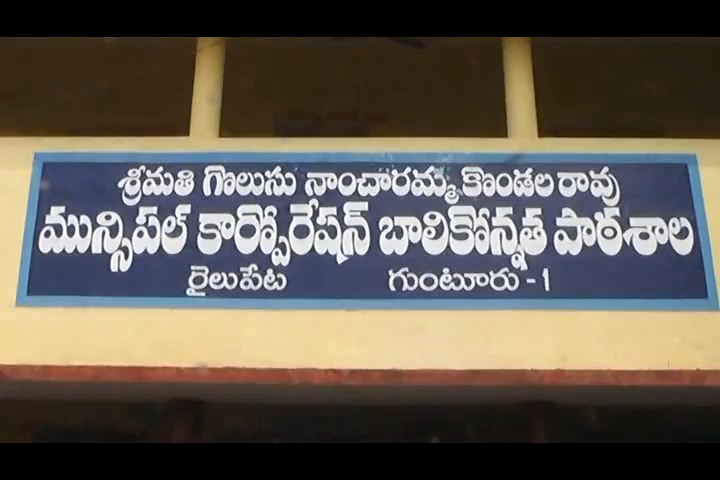 శ్రీమతి గొలుసు నాంచారమ్మ కొండల రావు
మున్సిపల్ కార్పోరేషన్ బాలికోన్నత పాఠశాల
రైలుపేట గుంటూరు - 1